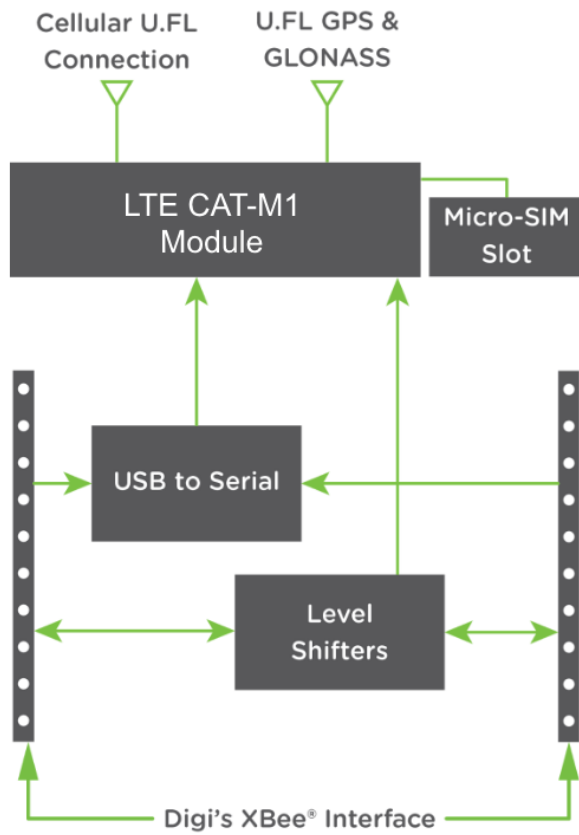 Cellular U.FL
Connection
U.FL GPS &
GLONASS
LTE CAT-M1
Module
Micro-SIM
Slot
USB to Serial
Level
Shifters
Digi's XBee® Interface